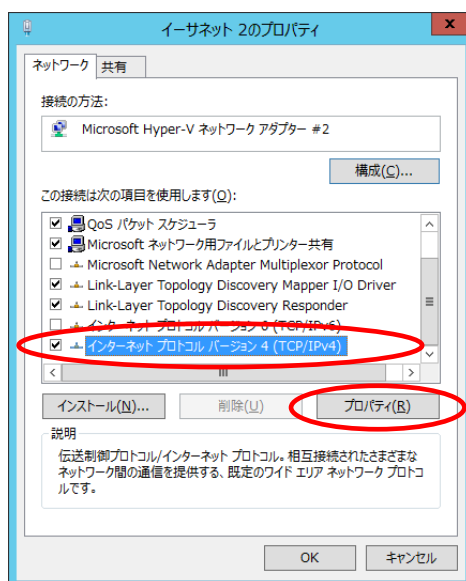 イーサネット 2のプロパティ
x
ネットワーク 共有
接続の方法:
Microsoft Hyper-V ネットワーク アダプター #2
構成(C)...
この接続は次の項目を使用します(O):
QoS パケット スケジューラ
Microsoft ネットワーク用ファイルとプリンター共有
Microsoft Network Adapter Multiplexor Protocol
Link-Layer Topology Discovery Mapper I/O Driver
Link-Layer Topology Discovery Responder
インターネット プロトコル バージョン 6 (TCP/IPv6)
インターネット プロトコル バージョン 4 (TCP/IPv4)
インストール(N)... 削除(U) プロパティ(R)
説明
伝送制御プロトコル/インターネット プロトコル。相互接続されたさまざまな
ネットワーク間の通信を提供する、既定のワイド エリア ネットワーク プロトコ
ルです。
OK キャンセル